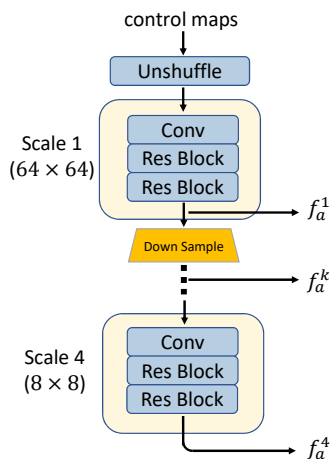 control maps
Unshuffle
Scale 1
(64 × 64)
Conv
Res Block
Res Block
f_a^1
Down Sample
f_a^k
Scale 4
(8 × 8)
Conv
Res Block
Res Block
f_a^4